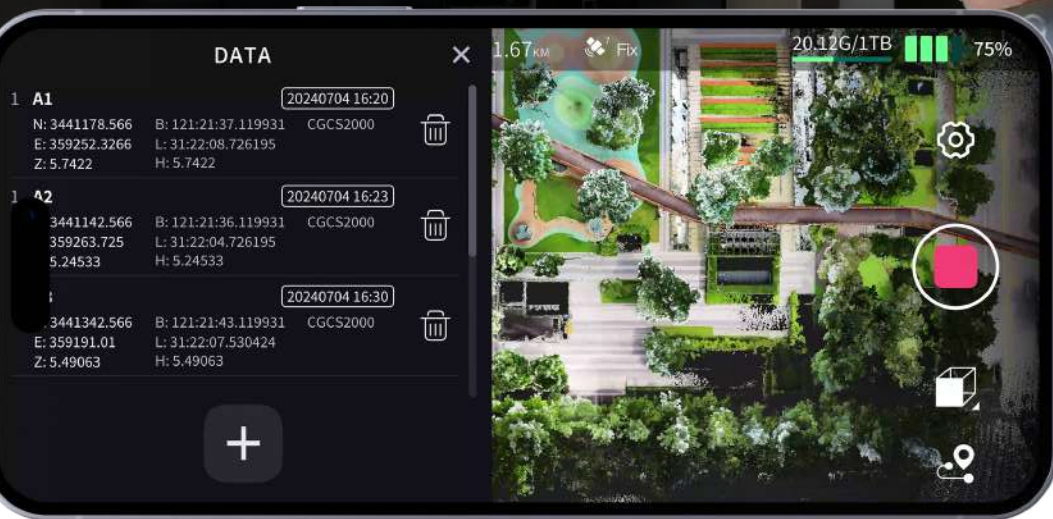 DATA
1.67KM
7
Fix
20.12G/1TB
75%
1 A1
20240704 16:20
N: 3441178.566 B: 121:21:37.119931 CGCS2000
E: 359252.3266 L: 31:22:08.726195
Z: 5.7422 H: 5.7422
1 A2
20240704 16:23
3441142.566 B: 121:21:36.119931 CGCS2000
359263.725 L: 31:22:04.726195
5.24533 H: 5.24533
20240704 16:30
3441342.566 B: 121:21:43.119931 CGCS2000
E: 359191.01 L: 31:22:07.530424
Z: 5.49063 H: 5.49063